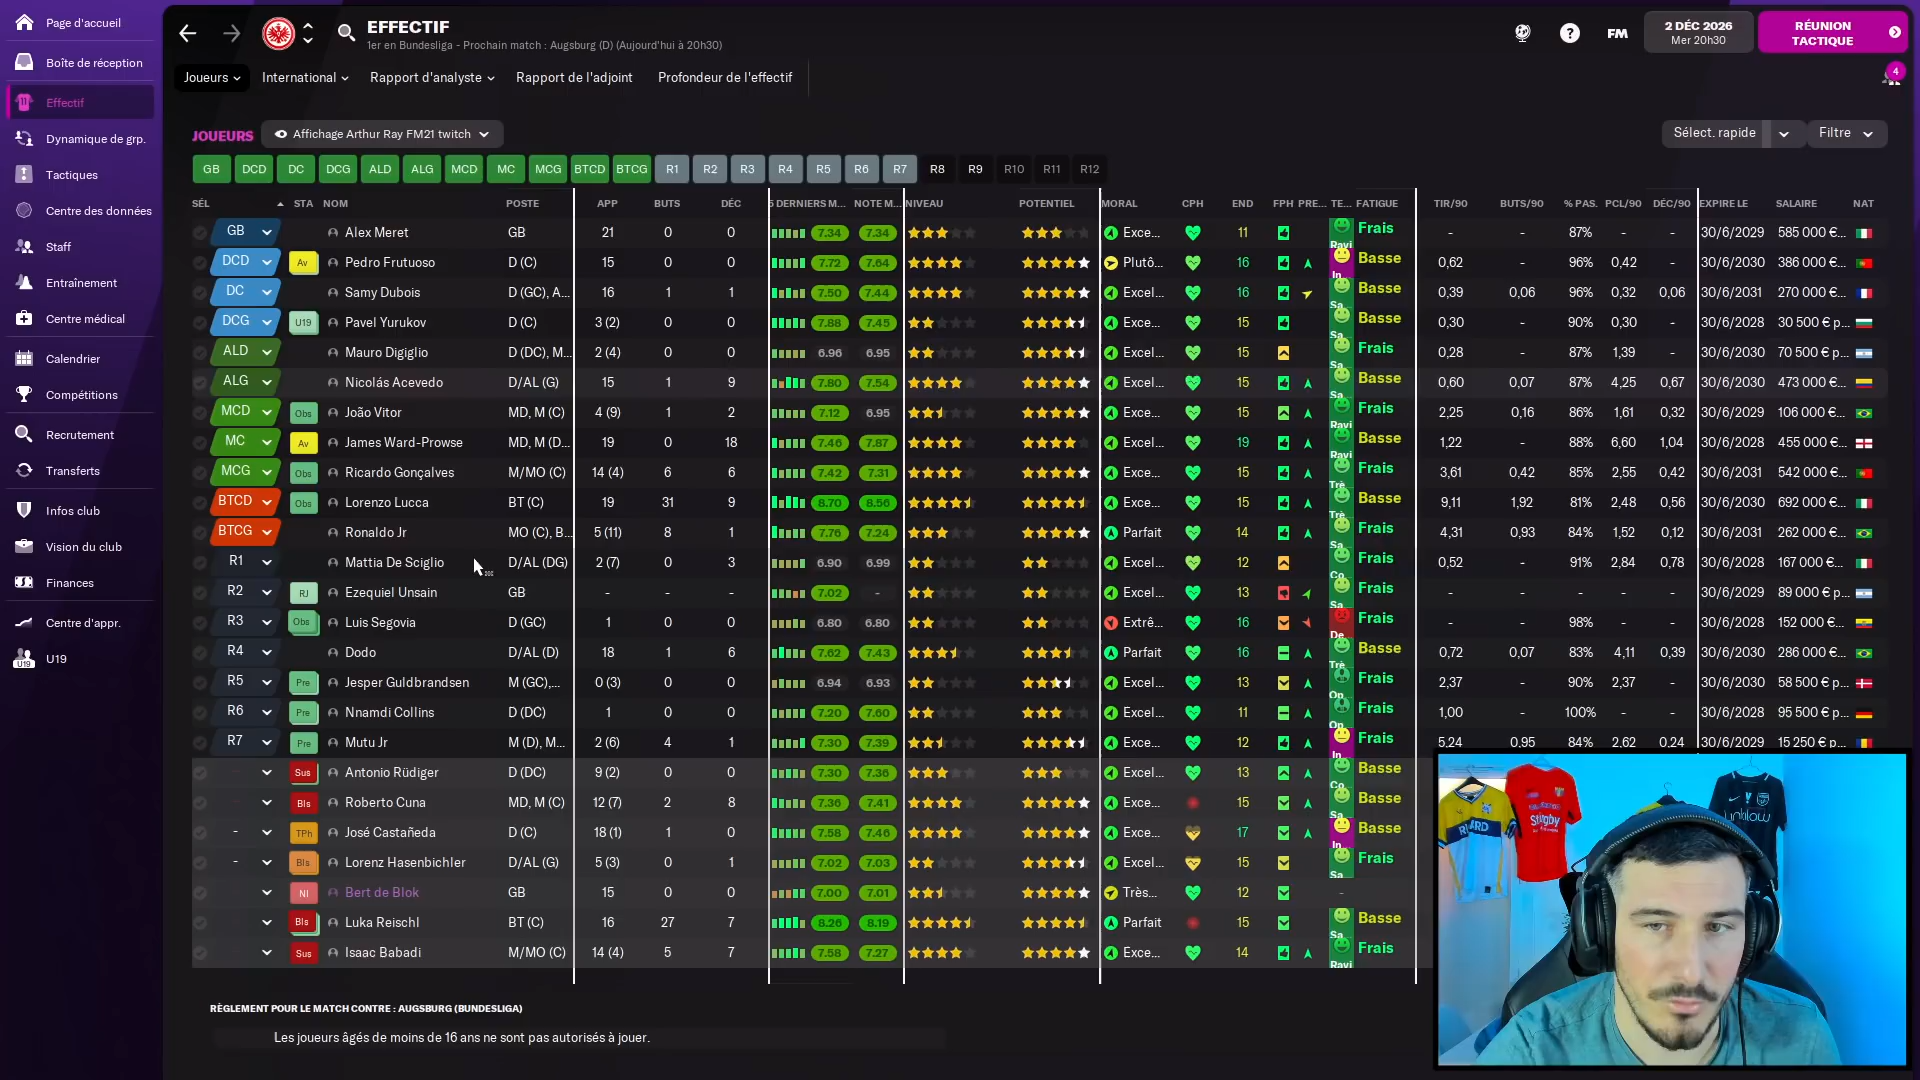 Page d'accueil
Boîte de réception
Effectif
Dynamique de grp.
Tactiques
Centre des données
Staff
Entraînement
Centre médical
Calendrier
Compétitions
Recrutement
Transferts
Infos club
Vision du club
Finances
Centre d'appr.
U19
EFFECTIF
1er en Bundesliga - Prochain match : Augsburg (D) (Aujourd'hui à 20h30)
FM
2 DÉC 2026
Mer 20h30
RÉUNION TACTIQUE
4
Joueurs International Rapport d'analyste Rapport de l'adjoint Profondeur de l'effectif
JOUEURS Affichage Arthur Ray FM21 twitch Sélect. rapide Filtre
GB DCD DC DCG ALD ALG MCD MC MCG BTCD BTCG R1 R2 R3 R4 R5 R6 R7 R8 R9 R10 R11 R12
SÉL STA NOM POSTE APP BUTS DÉC 5 DERNIERS M... NOTE M... NIVEAU POTENTIEL MORAL CPH END FPH PRE... TE... FATIGUE TIR/90 BUTS/90 % PAS. PCL/90 DÉC/90 EXPIRE LE SALAIRE NAT
GB Alex Meret GB 21 0 0 7.34 7.34 Exce... 11 Ravi Frais - - 87% - - 30/6/2029 585 000 €...
DCD Av Pedro Frutuoso D (C) 15 0 0 7.72 7.64 Plutô... 16 In Basse 0,62 - 96% 0,42 - 30/6/2030 386 000 €...
DC Samy Dubois D (GC), A... 16 1 1 7.50 7.44 Excel... 16 Sa Basse 0,39 0,06 96% 0,32 0,06 30/6/2031 270 000 €...
DCG U19 Pavel Yurukov D (C) 3 (2) 0 0 7.88 7.45 Exce... 15 Sa Basse 0,30 - 90% 0,30 - 30/6/2028 30 500 € p...
ALD Mauro Digiglio D (DC), M... 2 (4) 0 0 6.96 6.95 Excel... 15 Sa Frais 0,28 - 87% 1,39 - 30/6/2030 70 500 € p...
ALG Nicolás Acevedo D/AL (G) 15 1 9 7.80 7.54 Excel... 15 Sa Basse 0,60 0,07 87% 4,25 0,67 30/6/2030 473 000 €...
MCD Obs João Vitor MD, M (C) 4 (9) 1 2 7.12 6.95 Exce... 15 Ravi Frais 2,25 0,16 86% 1,61 0,32 30/6/2029 106 000 €...
MC Av James Ward-Prowse MD, M (D... 19 0 18 7.46 7.87 Excel... 19 Ravi Basse 1,22 - 88% 6,60 1,04 30/6/2028 455 000 €...
MCG Obs Ricardo Gonçalves M/MO (C) 14 (4) 6 6 7.42 7.31 Exce... 15 Trè Frais 3,61 0,42 85% 2,55 0,42 30/6/2031 542 000 €...
BTCD Obs Lorenzo Lucca BT (C) 19 31 9 8.70 8.56 Excel... 15 Trè Basse 9,11 1,92 81% 2,48 0,56 30/6/2030 692 000 €...
BTCG Ronaldo Jr MO (C), B... 5 (11) 8 1 7.76 7.24 Parfait 14 Sa Frais 4,31 0,93 84% 1,52 0,12 30/6/2031 262 000 €...
R1 Mattia De Sciglio D/AL (DG) 2 (7) 0 3 6.90 6.99 Excel... 12 Co Frais 0,52 - 91% 2,84 0,78 30/6/2028 167 000 €...
R2 RJ Ezequiel Unsain GB - - - 7.02 - Exce... 13 Sa Frais - - - - - 30/6/2029 89 000 € p...
R3 Obs Luis Segovia D (GC) 1 0 0 6.80 6.80 Extrê... 16 De Frais - - 98% - - 30/6/2028 152 000 €...
R4 Dodo D/AL (D) 18 1 6 7.62 7.43 Parfait 16 Trè Basse 0,72 0,07 83% 4,11 0,39 30/6/2030 286 000 €...
R5 Pre Jesper Guldbrandsen M (GC),... 0 (3) 0 0 6.94 6.93 Excel... 13 Op Frais 2,37 - 90% 2,37 - 30/6/2030 58 500 € p...
R6 Pre Nnamdi Collins D (DC) 1 0 0 7.20 7.60 Excel... 11 Op Frais 1,00 - 100% - - 30/6/2028 95 500 € p...
R7 Pre Mutu Jr M (D), M... 2 (6) 4 1 7.30 7.39 Exce... 12 In Frais 5,24 0,95 84% 2,62 0,24 30/6/2029 15 250 € p...
Sus Antonio Rüdiger D (DC) 9 (2) 0 0 7.30 7.36 Excel... 13 Co Basse
Bls Roberto Cuna MD, M (C) 12 (7) 2 8 7.36 7.41 Exce... 15 Sa Basse
- TPh José Castañeda D (C) 18 (1) 1 0 7.58 7.46 Exce... 17 In Basse
- Bls Lorenz Hasenbichler D/AL (G) 5 (3) 0 1 7.02 7.03 Excel... 15 Sa Frais
NI Bert de Blok GB 15 0 0 7.00 7.01 Très... 12 -
Bls Luka Reischl BT (C) 16 27 7 8.26 8.19 Parfait 15 Sa Basse
Sus Isaac Babadi M/MO (C) 14 (4) 5 7 7.58 7.27 Exce... 14 Ravi Frais
RÈGLEMENT POUR LE MATCH CONTRE : AUGSBURG (BUNDESLIGA)
Les joueurs âgés de moins de 16 ans ne sont pas autorisés à jouer.